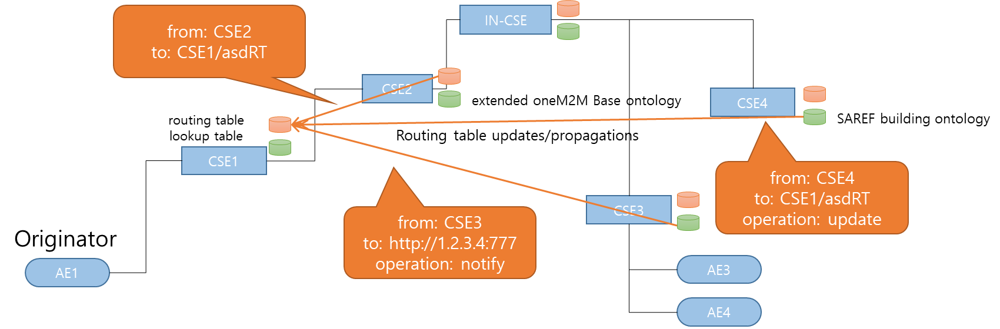 from: CSE2
to: CSE1/asdRT
IN-CSE
CSE2
extended oneM2M Base ontology
CSE4
SAREF building ontology
routing table
lookup table
Routing table updates/propagations
CSE1
from: CSE4
to: CSE1/asdRT
operation: update
CSE3
from: CSE3
to: http://1.2.3.4:777
operation: notify
Originator
AE1
AE3
AE4